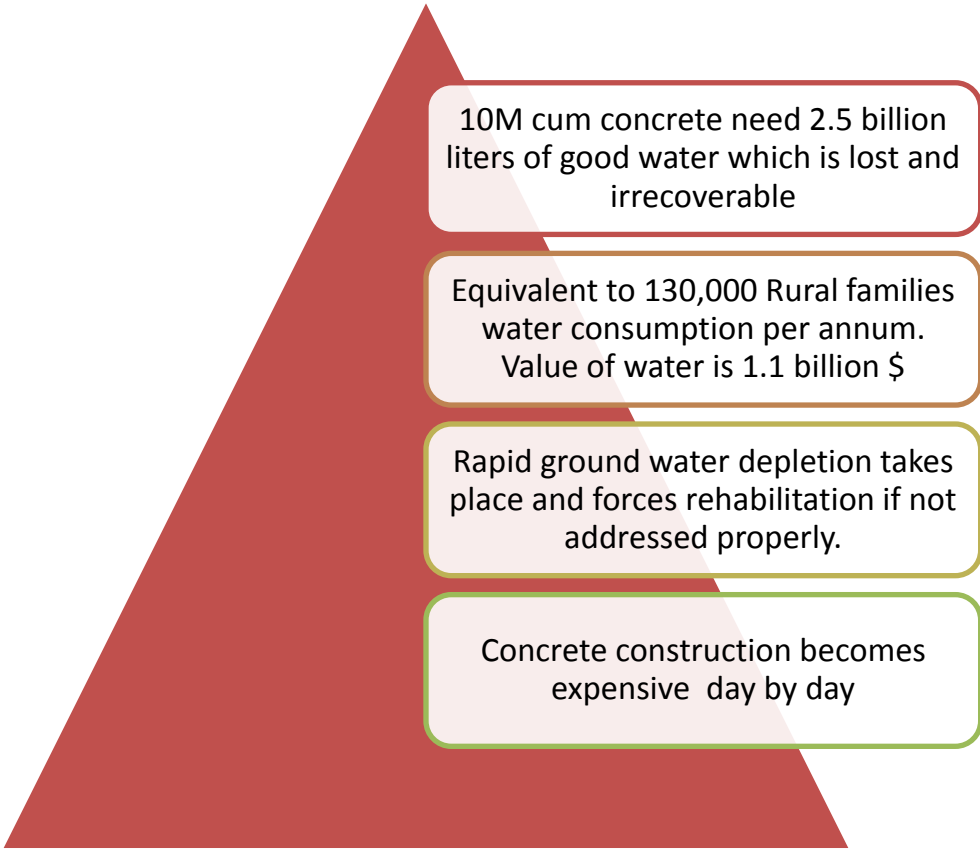 10M cum concrete need 2.5 billion
liters of good water which is lost and
irrecoverable
Equivalent to 130,000 Rural families
water consumption per annum.
Value of water is 1.1 billion $
Rapid ground water depletion takes
place and forces rehabilitation if not
addressed properly.
Concrete construction becomes
expensive  day by day